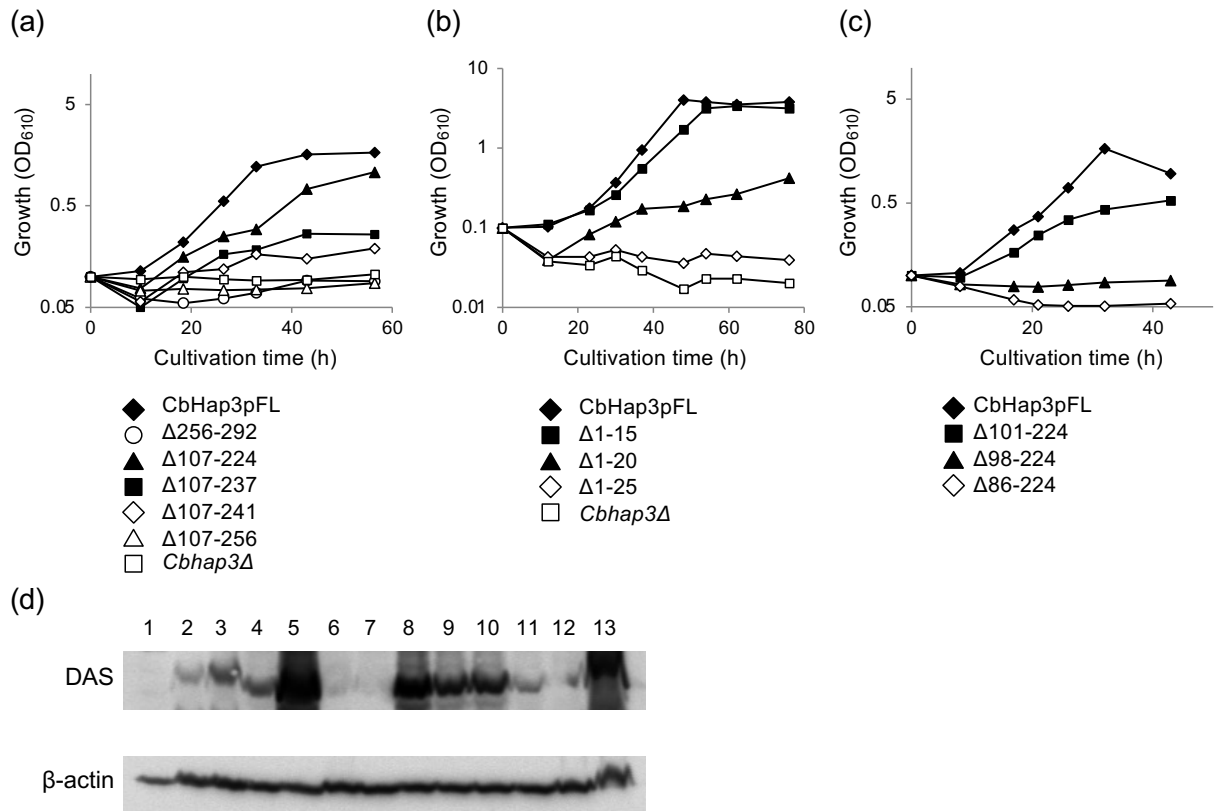 (a)
Growth (OD610)
5
0.5
0.05
0 20 40 60
Cultivation time (h)
CbHap3pFL
Δ256-292
Δ107-224
Δ107-237
Δ107-241
Δ107-256
Cbhap3Δ
(b)
Growth (OD610)
10
1
0.1
0.01
0 20 40 60 80
Cultivation time (h)
CbHap3pFL
Δ1-15
Δ1-20
Δ1-25
Cbhap3Δ
(c)
Growth (OD610)
5
0.5
0.05
0 20 40
Cultivation time (h)
CbHap3pFL
Δ101-224
Δ98-224
Δ86-224
(d)
1 2 3 4 5 6 7 8 9 10 11 12 13
DAS
β-actin